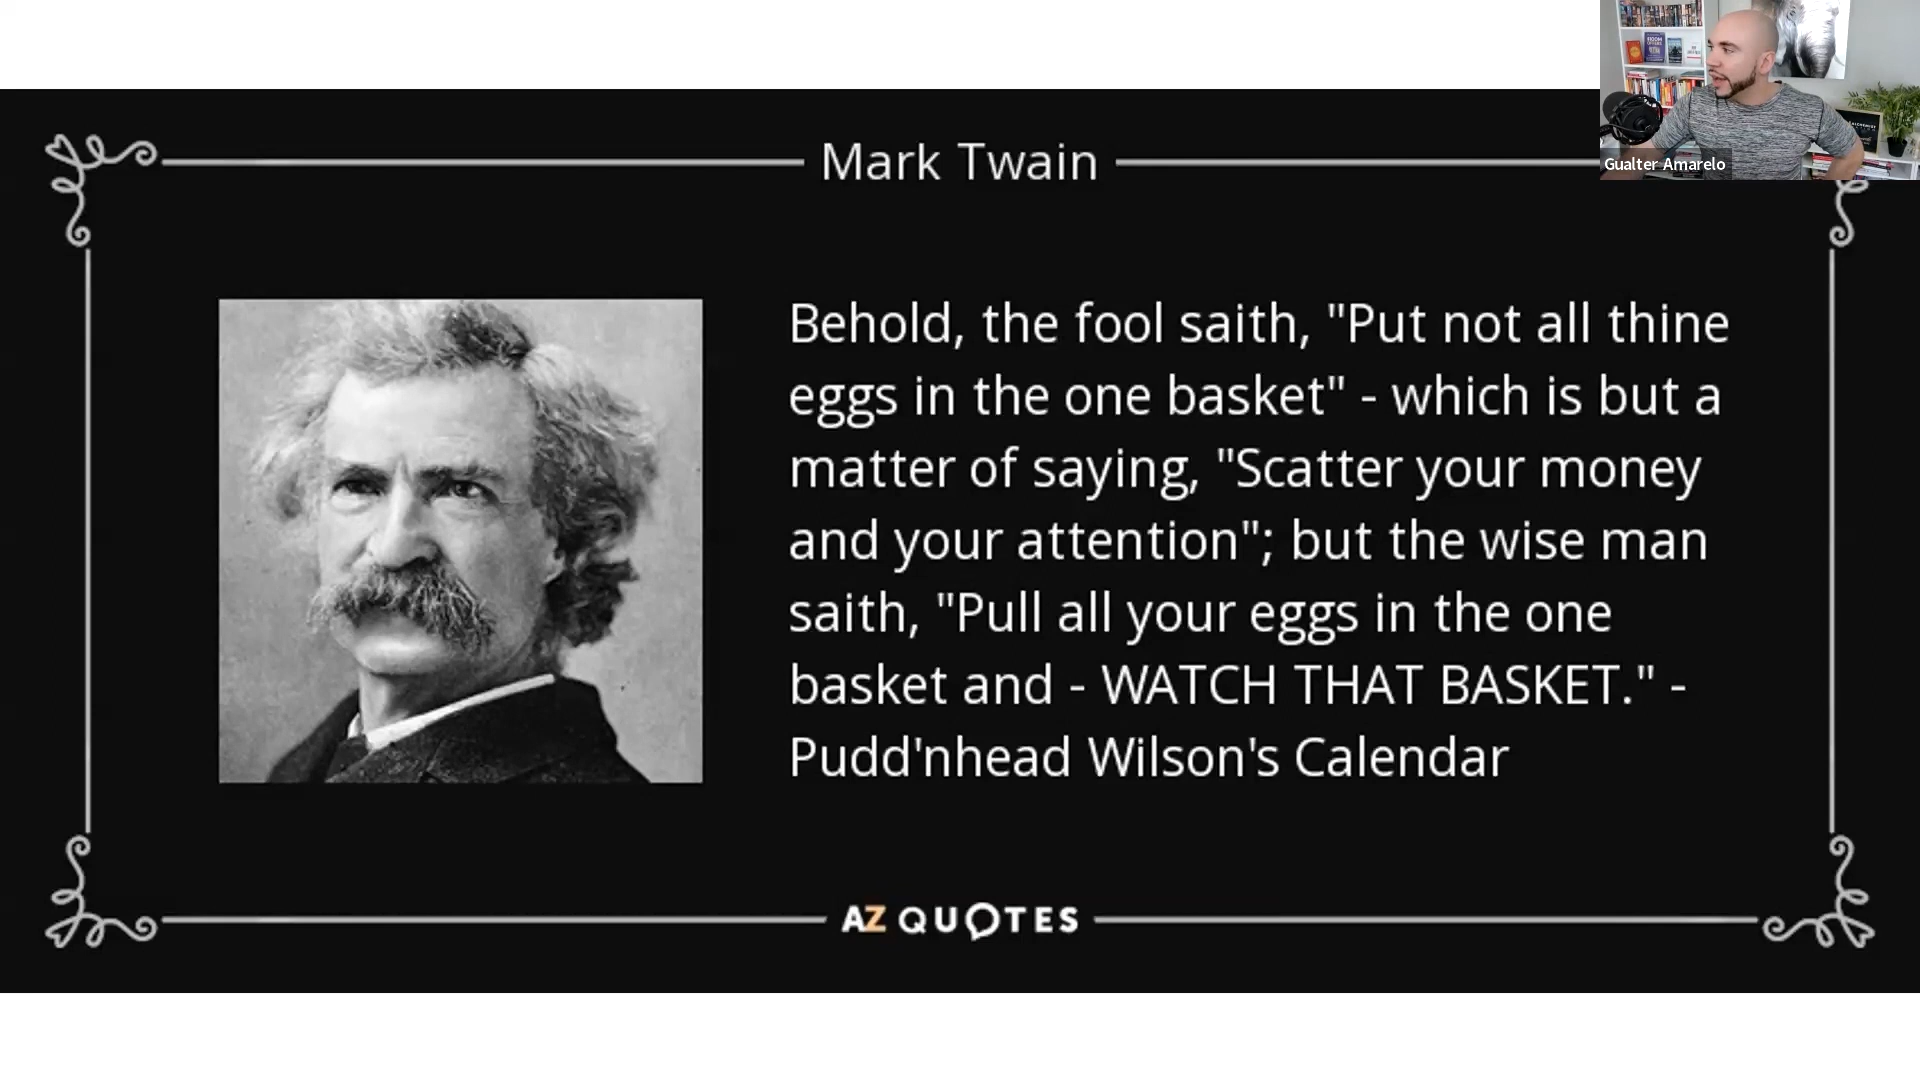 Mark Twain
Gualter Amarelo
Behold, the fool saith, "Put not all thine
eggs in the one basket" - which is but a
matter of saying, "Scatter your money
and your attention"; but the wise man
saith, "Pull all your eggs in the one
basket and - WATCH THAT BASKET." -
Pudd'nhead Wilson's Calendar
AZ QUOTES